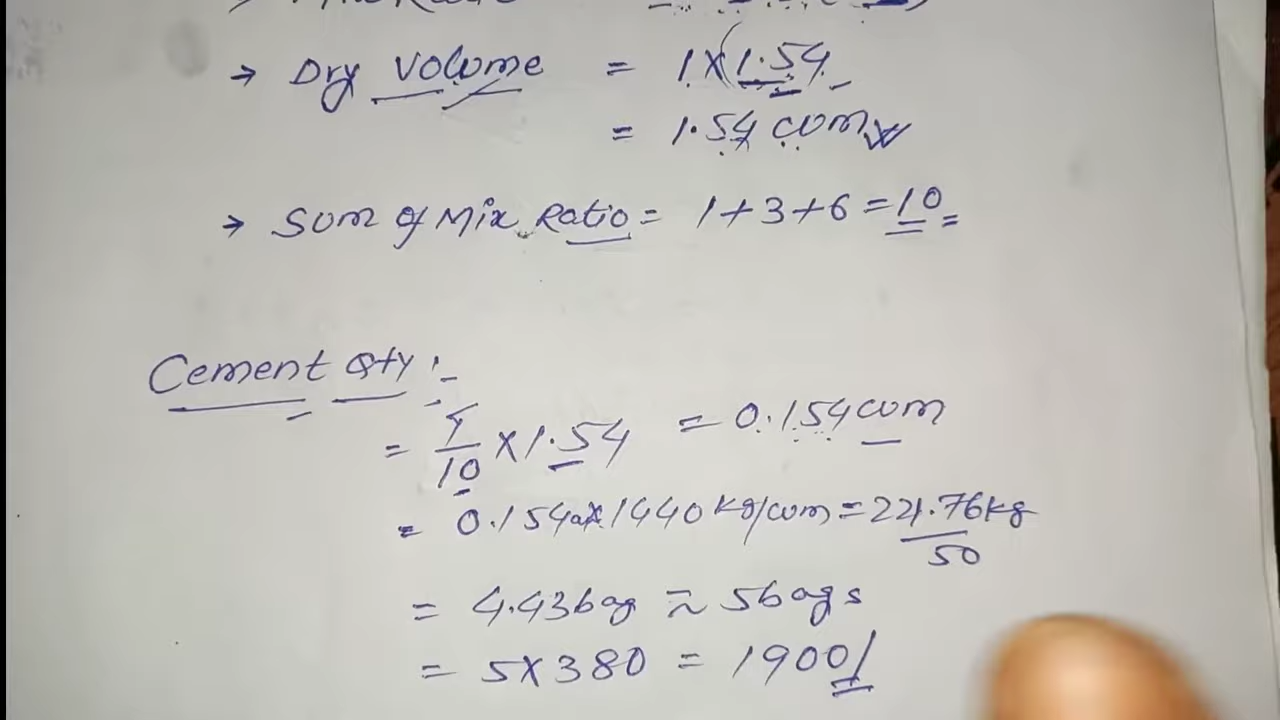 → Dry Volume = 1×(1.54
= 1.54 cum
→ Sum of Mix Ratio = 1+3+6 = 10
Cement Qty :-
= 1/10 × 1.54 = 0.154 cum
= 0.154 × 1440 kg/cum = 221.76 kg
50
= 4.43 bag ≈ 5 bags
= 5×380 = 1900/